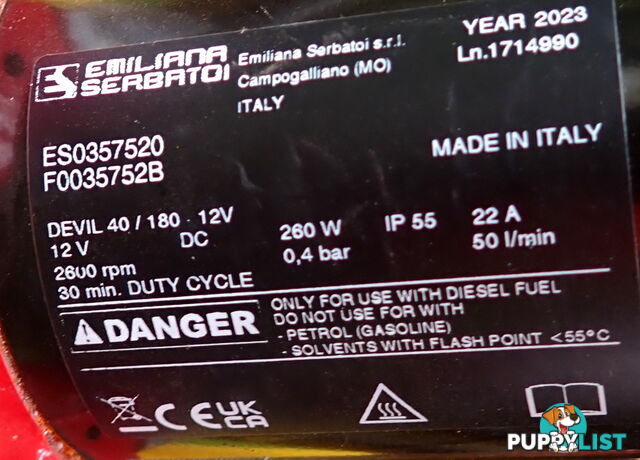 EMILIANA
SERBATOI
Emiliana Serbatoi s.r.l.
Campogalliano (MO)
ITALY
YEAR 2023
Ln.1714990
ES0357520
F0035752B
MADE IN ITALY
DEVIL 40 / 180 - 12V
12 V DC
2600 rpm
30 min. DUTY CYCLE
260 W IP 55 22 A
0,4 bar 50 l/min
DANGER
ONLY FOR USE WITH DIESEL FUEL
DO NOT USE FOR WITH
- PETROL (GASOLINE)
- SOLVENTS WITH FLASH POINT <55°C
CE UK
CA
PUPPYLIST